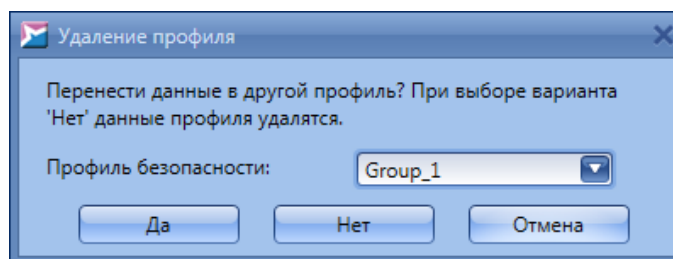 Удаление профиля
Перенести данные в другой профиль? При выборе варианта
'Нет' данные профиля удалятся.
Профиль безопасности: Group_1
Да Нет Отмена